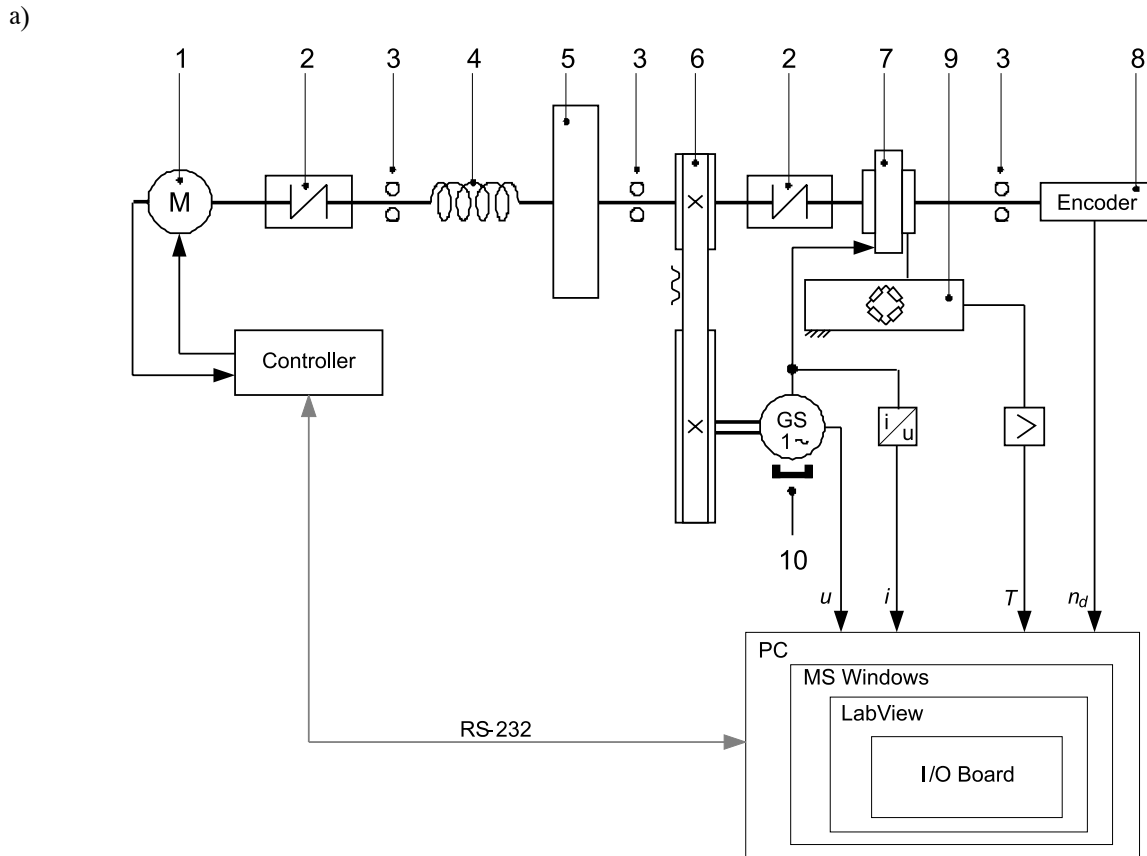 a)
1 2 3 4 5 3 6 2 7 9 3 8
M
Encoder
Controller
GS
1~
i
u
>
10
u i T n_d
PC
MS Windows
LabView
RS-232
I/O Board